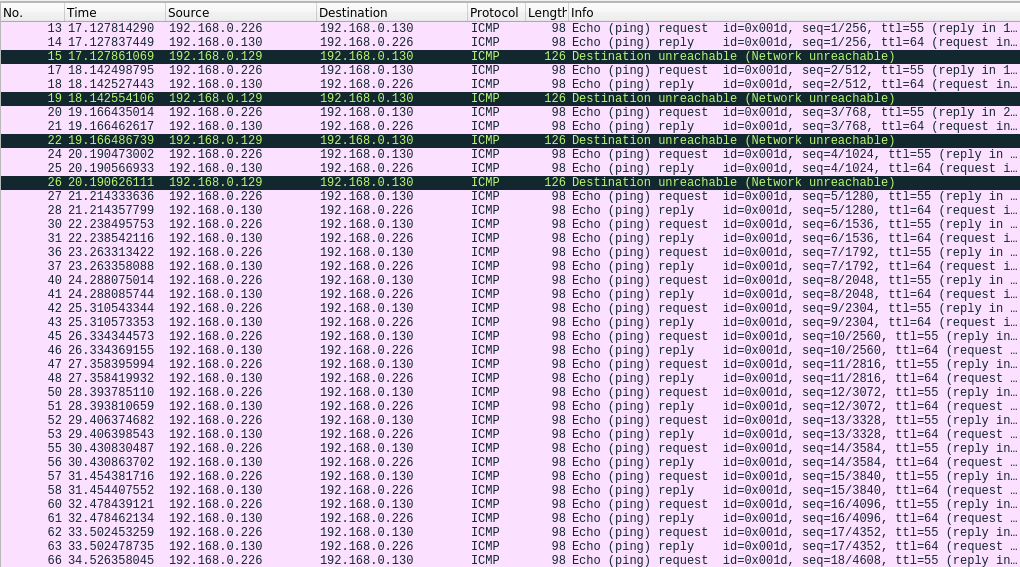 No. Time Source Destination Protocol Length Info
13 17.127814290 192.168.0.226 192.168.0.130 ICMP 98 Echo (ping) request id=0x001d, seq=1/256, ttl=55 (reply in 1…
14 17.127837449 192.168.0.130 192.168.0.226 ICMP 98 Echo (ping) reply id=0x001d, seq=1/256, ttl=64 (request in…
15 17.127861069 192.168.0.129 192.168.0.130 ICMP 126 Destination unreachable (Network unreachable)
17 18.142498795 192.168.0.226 192.168.0.130 ICMP 98 Echo (ping) request id=0x001d, seq=2/512, ttl=55 (reply in 1…
18 18.142527443 192.168.0.130 192.168.0.226 ICMP 98 Echo (ping) reply id=0x001d, seq=2/512, ttl=64 (request in…
19 18.142554106 192.168.0.129 192.168.0.130 ICMP 126 Destination unreachable (Network unreachable)
20 19.166435014 192.168.0.226 192.168.0.130 ICMP 98 Echo (ping) request id=0x001d, seq=3/768, ttl=55 (reply in 2…
21 19.166462617 192.168.0.130 192.168.0.226 ICMP 98 Echo (ping) reply id=0x001d, seq=3/768, ttl=64 (request in…
22 19.166486739 192.168.0.129 192.168.0.130 ICMP 126 Destination unreachable (Network unreachable)
24 20.190473002 192.168.0.226 192.168.0.130 ICMP 98 Echo (ping) request id=0x001d, seq=4/1024, ttl=55 (reply in …
25 20.190566933 192.168.0.130 192.168.0.226 ICMP 98 Echo (ping) reply id=0x001d, seq=4/1024, ttl=64 (request i…
26 20.190626111 192.168.0.129 192.168.0.130 ICMP 126 Destination unreachable (Network unreachable)
27 21.214333636 192.168.0.226 192.168.0.130 ICMP 98 Echo (ping) request id=0x001d, seq=5/1280, ttl=55 (reply in …
28 21.214357799 192.168.0.130 192.168.0.226 ICMP 98 Echo (ping) reply id=0x001d, seq=5/1280, ttl=64 (request i…
30 22.238495753 192.168.0.226 192.168.0.130 ICMP 98 Echo (ping) request id=0x001d, seq=6/1536, ttl=55 (reply in …
31 22.238542116 192.168.0.130 192.168.0.226 ICMP 98 Echo (ping) reply id=0x001d, seq=6/1536, ttl=64 (request i…
36 23.263313422 192.168.0.226 192.168.0.130 ICMP 98 Echo (ping) request id=0x001d, seq=7/1792, ttl=55 (reply in …
37 23.263358088 192.168.0.130 192.168.0.226 ICMP 98 Echo (ping) reply id=0x001d, seq=7/1792, ttl=64 (request i…
40 24.288075014 192.168.0.226 192.168.0.130 ICMP 98 Echo (ping) request id=0x001d, seq=8/2048, ttl=55 (reply in …
41 24.288085744 192.168.0.130 192.168.0.226 ICMP 98 Echo (ping) reply id=0x001d, seq=8/2048, ttl=64 (request i…
42 25.310543344 192.168.0.226 192.168.0.130 ICMP 98 Echo (ping) request id=0x001d, seq=9/2304, ttl=55 (reply in …
43 25.310573353 192.168.0.130 192.168.0.226 ICMP 98 Echo (ping) reply id=0x001d, seq=9/2304, ttl=64 (request i…
45 26.334344573 192.168.0.226 192.168.0.130 ICMP 98 Echo (ping) request id=0x001d, seq=10/2560, ttl=55 (reply in…
46 26.334369155 192.168.0.130 192.168.0.226 ICMP 98 Echo (ping) reply id=0x001d, seq=10/2560, ttl=64 (request …
47 27.358395994 192.168.0.226 192.168.0.130 ICMP 98 Echo (ping) request id=0x001d, seq=11/2816, ttl=55 (reply in…
48 27.358419932 192.168.0.130 192.168.0.226 ICMP 98 Echo (ping) reply id=0x001d, seq=11/2816, ttl=64 (request …
50 28.393785110 192.168.0.226 192.168.0.130 ICMP 98 Echo (ping) request id=0x001d, seq=12/3072, ttl=55 (reply in…
51 28.393810659 192.168.0.130 192.168.0.226 ICMP 98 Echo (ping) reply id=0x001d, seq=12/3072, ttl=64 (request …
52 29.406374682 192.168.0.226 192.168.0.130 ICMP 98 Echo (ping) request id=0x001d, seq=13/3328, ttl=55 (reply in…
53 29.406398543 192.168.0.130 192.168.0.226 ICMP 98 Echo (ping) reply id=0x001d, seq=13/3328, ttl=64 (request …
55 30.430830487 192.168.0.226 192.168.0.130 ICMP 98 Echo (ping) request id=0x001d, seq=14/3584, ttl=55 (reply in…
56 30.430863702 192.168.0.130 192.168.0.226 ICMP 98 Echo (ping) reply id=0x001d, seq=14/3584, ttl=64 (request …
57 31.454381716 192.168.0.226 192.168.0.130 ICMP 98 Echo (ping) request id=0x001d, seq=15/3840, ttl=55 (reply in…
58 31.454407552 192.168.0.130 192.168.0.226 ICMP 98 Echo (ping) reply id=0x001d, seq=15/3840, ttl=64 (request …
60 32.478439121 192.168.0.226 192.168.0.130 ICMP 98 Echo (ping) request id=0x001d, seq=16/4096, ttl=55 (reply in…
61 32.478462134 192.168.0.130 192.168.0.226 ICMP 98 Echo (ping) reply id=0x001d, seq=16/4096, ttl=64 (request …
62 33.502453259 192.168.0.226 192.168.0.130 ICMP 98 Echo (ping) request id=0x001d, seq=17/4352, ttl=55 (reply in…
63 33.502478735 192.168.0.130 192.168.0.226 ICMP 98 Echo (ping) reply id=0x001d, seq=17/4352, ttl=64 (request …
66 34.526358045 192.168.0.226 192.168.0.130 ICMP 98 Echo (ping) request id=0x001d, seq=18/4608, ttl=55 (reply in…